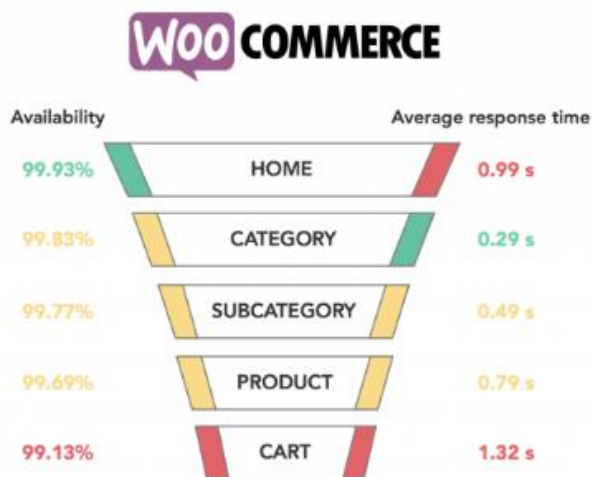 WOO COMMERCE
Availability Average response time
99.93% HOME 0.99 s
99.83% CATEGORY 0.29 s
99.77% SUBCATEGORY 0.49 s
99.69% PRODUCT 0.79 s
99.13% CART 1.32 s